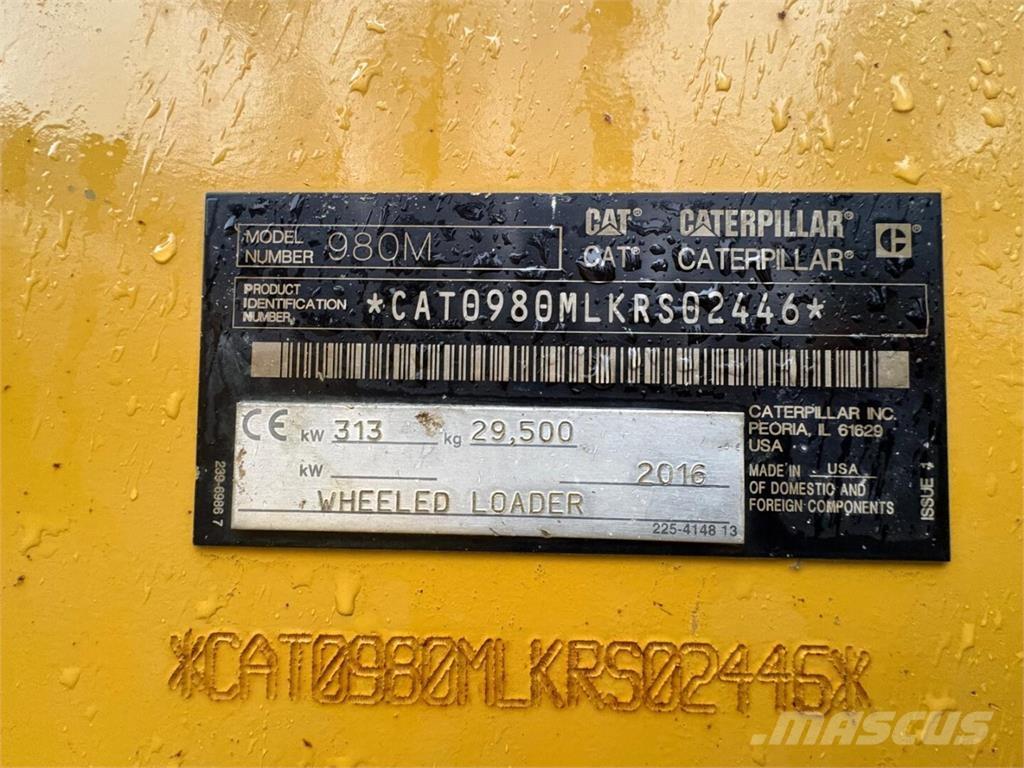 MODEL NUMBER 980M
CAT® CATERPILLAR®
CAT® CATERPILLAR®
PRODUCT IDENTIFICATION NUMBER
*CAT0980MLKRS02446*
CE kW 313 kg 29,500
kW 2016
WHEELED LOADER
225-4148 13
239-6986 7
CATERPILLAR INC.
PEORIA, IL 61629
USA
MADE IN USA
OF DOMESTIC AND
FOREIGN COMPONENTS
ISSUE 1
*CAT0980MLKRS02446*
MASCUS